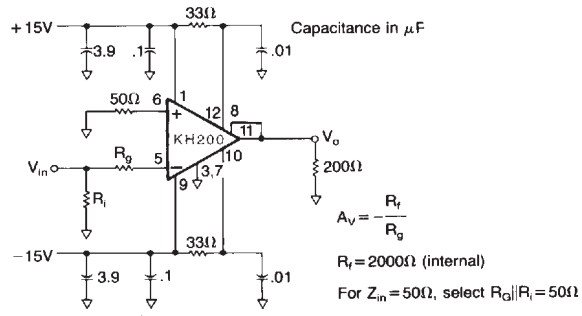 33Ω
+15V
Capacitance in μF
3.9
.1
.01
50Ω
6
1
12
8
+
KH200
11
Vo
Vin
Rg
5
−
10
3,7
9
200Ω
Ri
Av = − Rf
Rg
33Ω
−15V
Rf = 2000Ω (internal)
3.9
.1
.01
For Zin = 50Ω, select RG||Ri = 50Ω